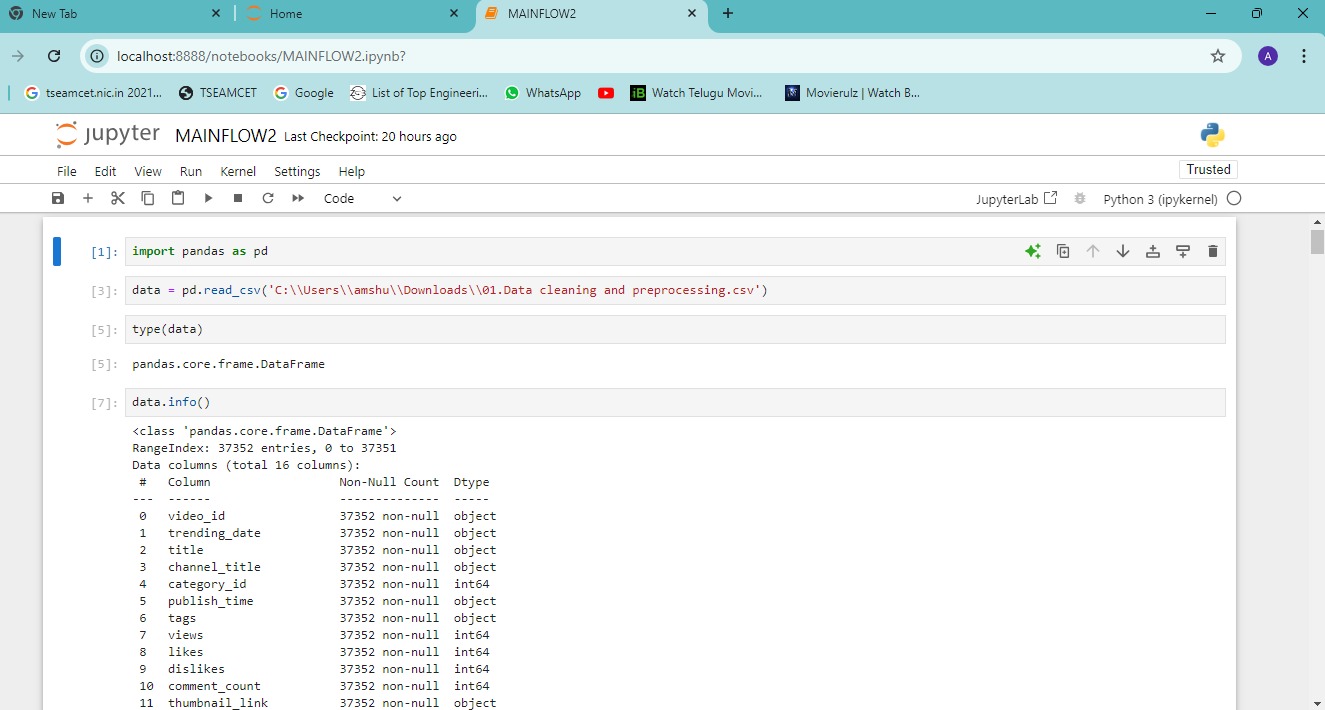 New Tab
Home
MAINFLOW2
localhost:8888/notebooks/MAINFLOW2.ipynb?
A
tseamcet.nic.in 2021...
TSEAMCET
Google
List of Top Engineeri...
WhatsApp
iB
Watch Telugu Movi...
Movierulz | Watch B...
jupyter MAINFLOW2 Last Checkpoint: 20 hours ago
File Edit View Run Kernel Settings Help
Trusted
Code
JupyterLab
Python 3 (ipykernel)
[1]: import pandas as pd
[3]: data = pd.read_csv('C:\\Users\\amshu\\Downloads\\01.Data cleaning and preprocessing.csv')
[5]: type(data)
[5]: pandas.core.frame.DataFrame
[7]: data.info()
<class 'pandas.core.frame.DataFrame'>
RangeIndex: 37352 entries, 0 to 37351
Data columns (total 16 columns):
# Column Non-Null Count Dtype
--- ------ -------------- -----
0 video_id 37352 non-null object
1 trending_date 37352 non-null object
2 title 37352 non-null object
3 channel_title 37352 non-null object
4 category_id 37352 non-null int64
5 publish_time 37352 non-null object
6 tags 37352 non-null object
7 views 37352 non-null int64
8 likes 37352 non-null int64
9 dislikes 37352 non-null int64
10 comment_count 37352 non-null int64
11 thumbnail_link 37352 non-null object